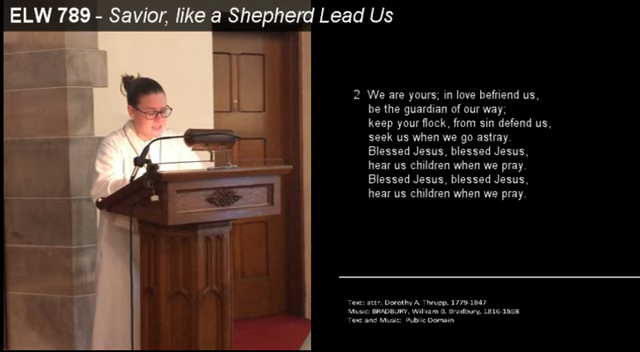 ELW 789 - Savior, like a Shepherd Lead Us
2 We are yours; in love befriend us,
be the guardian of our way;
keep your flock, from sin defend us,
seek us when we go astray.
Blessed Jesus, blessed Jesus,
hear us children when we pray.
Blessed Jesus, blessed Jesus,
hear us children when we pray.
Text: attr. Dorothy A. Thrupp, 1779-1847
Music: BRADBURY, William B. Bradbury, 1816-1868
Text and Music: Public Domain